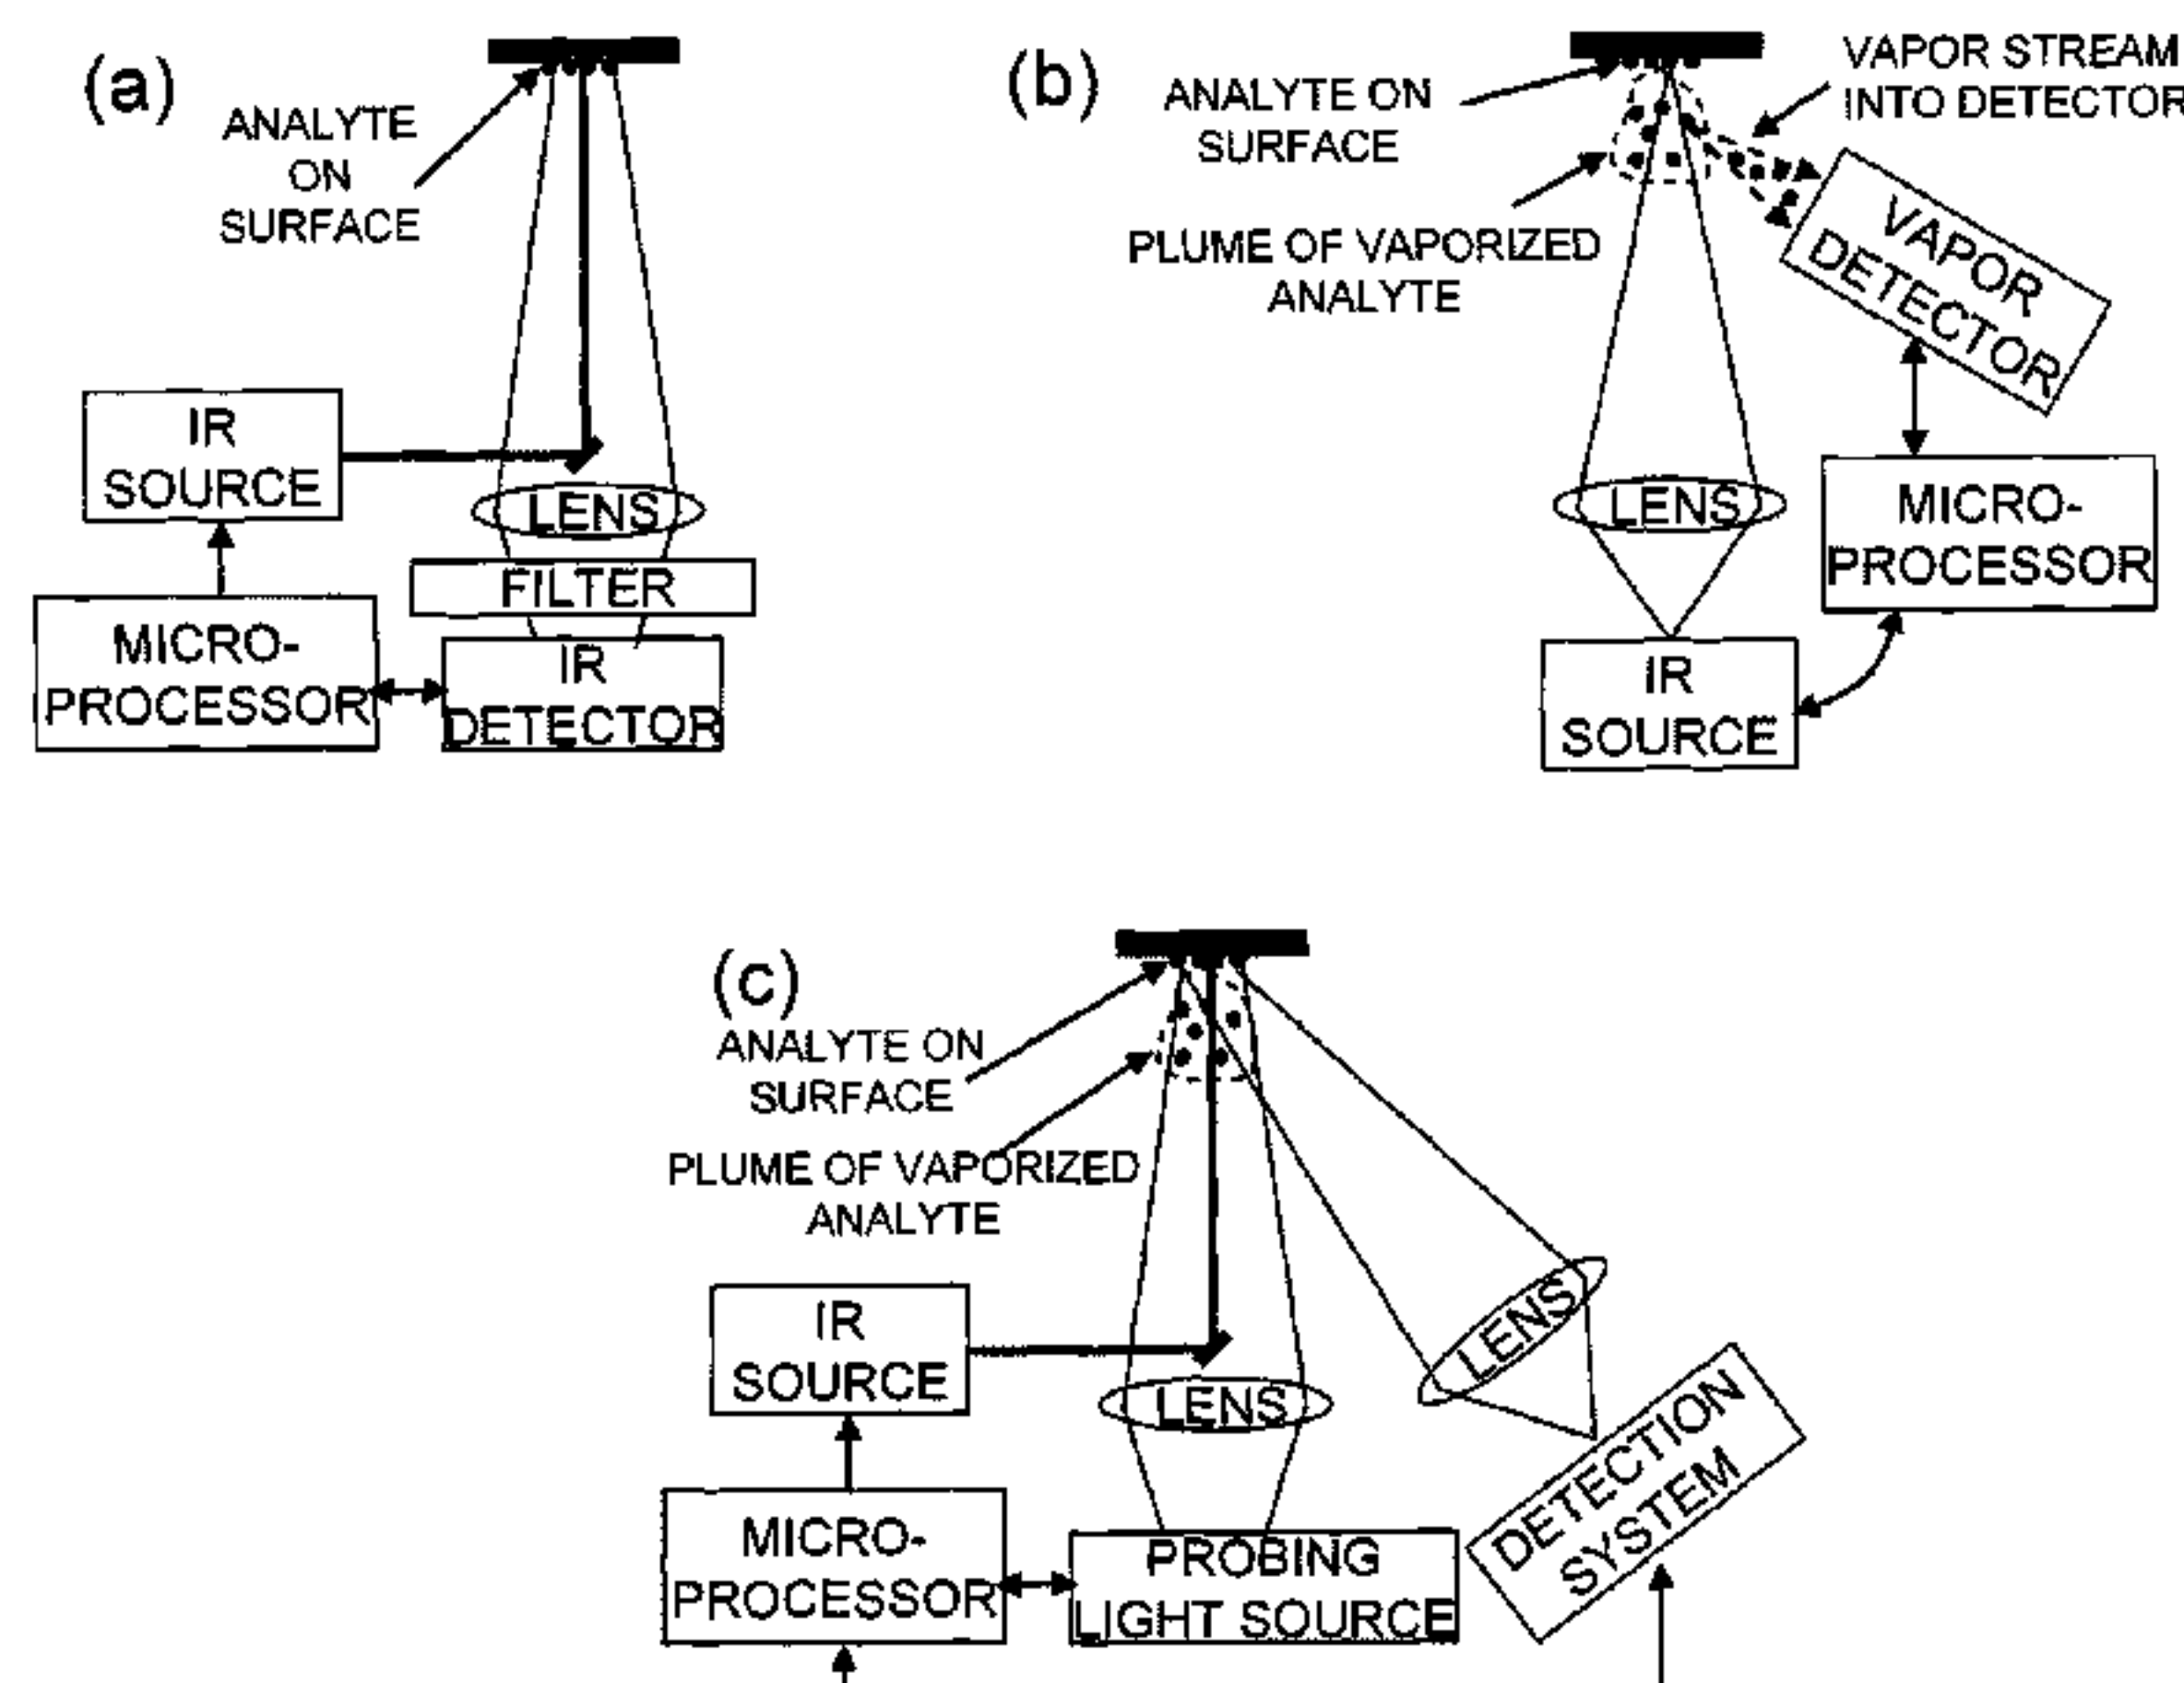 (a)
ANALYTE
ON
SURFACE
IR
SOURCE
LENS
FILTER
MICRO-
PROCESSOR
IR
DETECTOR
(b)
ANALYTE ON
SURFACE
VAPOR STREAM
INTO DETECTOR
PLUME OF VAPORIZED
ANALYTE
VAPOR
DETECTOR
LENS
MICRO-
PROCESSOR
IR
SOURCE
(c)
ANALYTE ON
SURFACE
PLUME OF VAPORIZED
ANALYTE
IR
SOURCE
LENS
LENS
DETECTION
SYSTEM
MICRO-
PROCESSOR
PROBING
LIGHT SOURCE